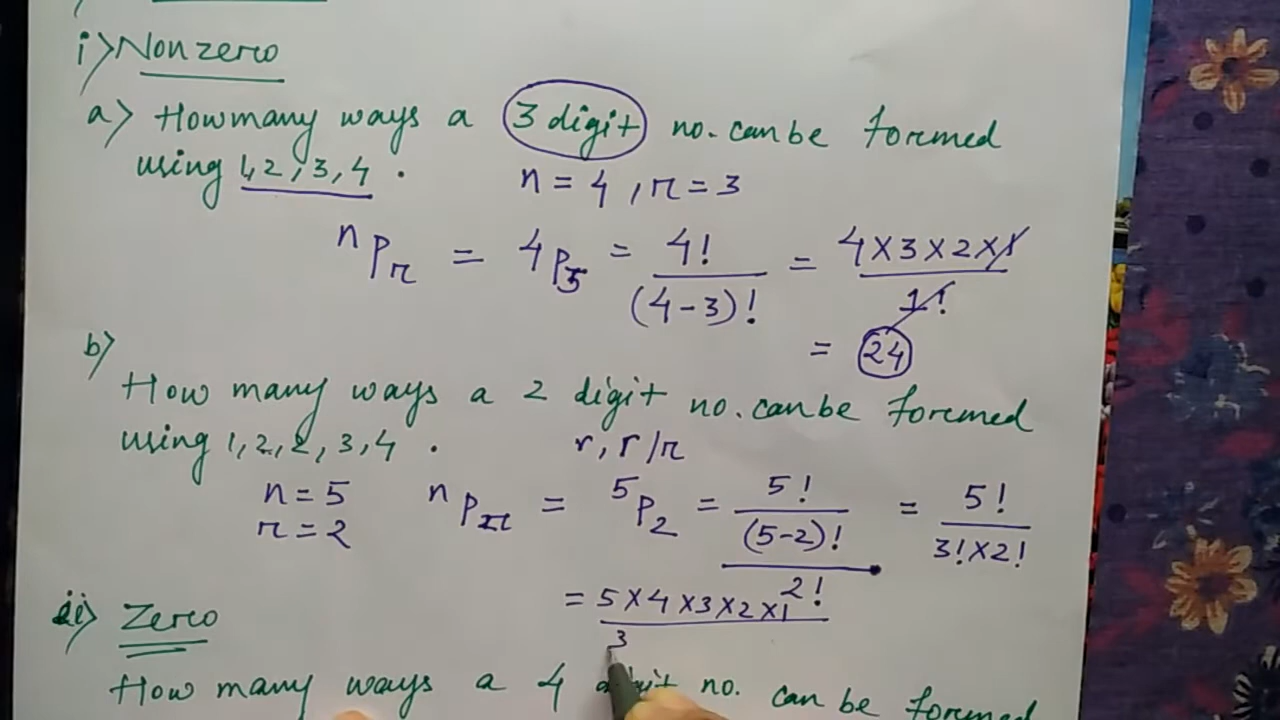 i) Nonzero
a) How many ways a 3 digit no. can be formed
using 1,2,3,4 .
n = 4 , r = 3
nPr = 4P3 = 4!/(4-3)! = 4×3×2×1/1!
= 24
b)
How many ways a 2 digit no. can be formed
using 1,2,2,3,4 .
r, r/r
n = 5
r = 2
nPr = 5P2 = 5!/(5-2)!/2! = 5!/3!×2!
= 5×4×3×2×1/3
ii) Zero
How many ways a 4 digit no. can be formed